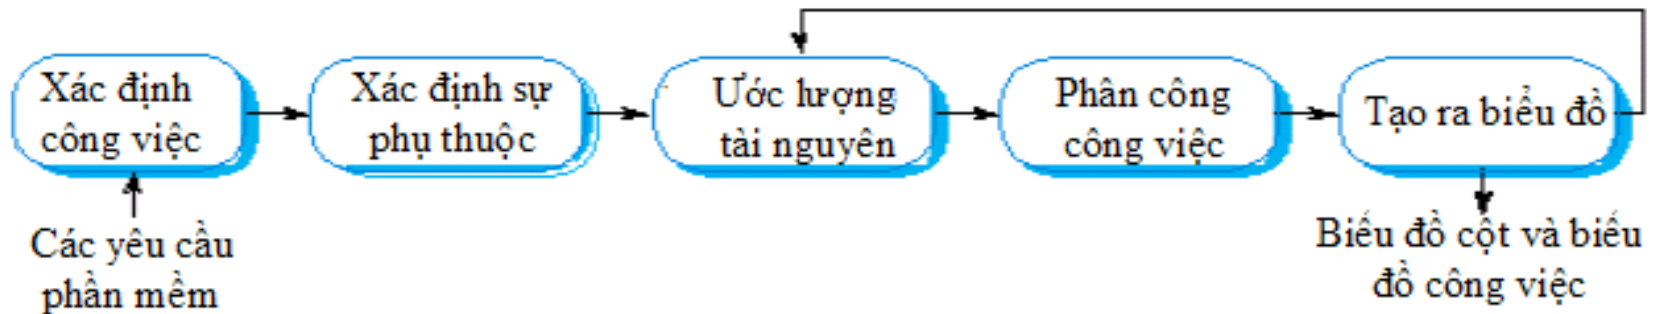 Xác định
công việc
Xác định sự
phụ thuộc
Ước lượng
tài nguyên
Phân công
công việc
Tạo ra biểu đồ
Các yêu cầu
phần mềm
Biểu đồ cột và biểu
đồ công việc